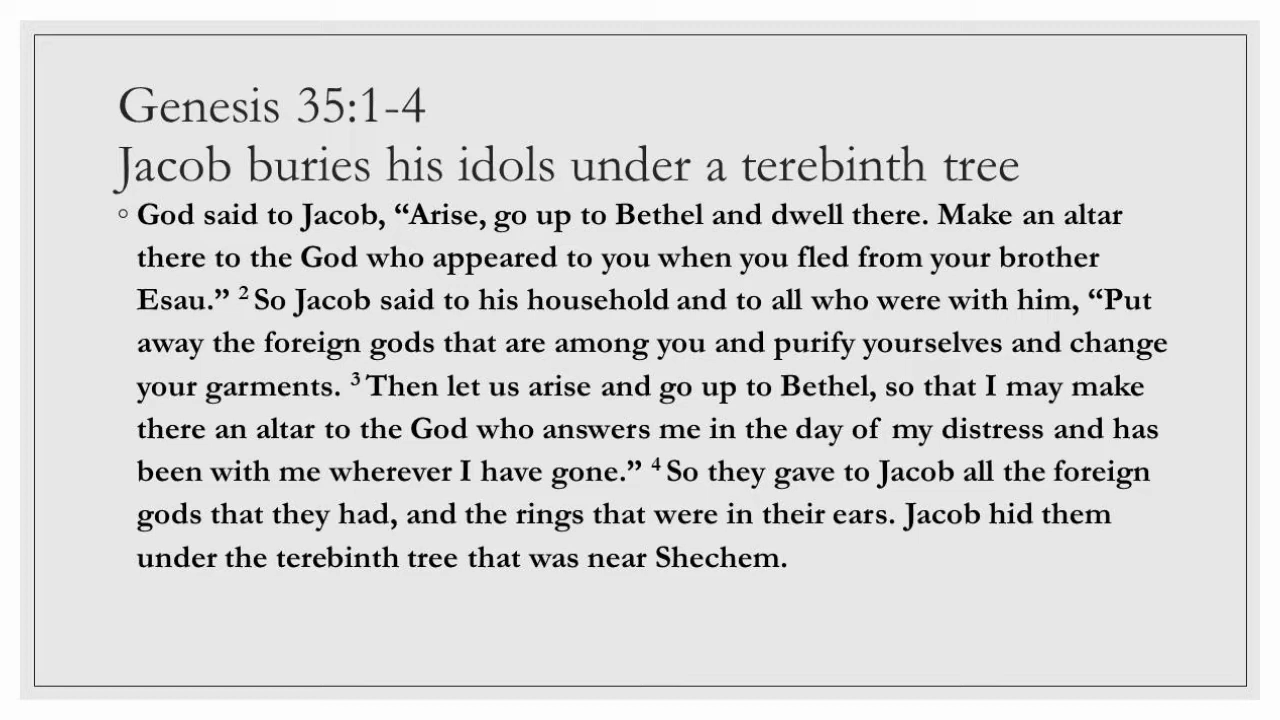 Genesis 35:1-4
Jacob buries his idols under a terebinth tree
◦ God said to Jacob, “Arise, go up to Bethel and dwell there. Make an altar
there to the God who appeared to you when you fled from your brother
Esau.” ² So Jacob said to his household and to all who were with him, “Put
away the foreign gods that are among you and purify yourselves and change
your garments. ³ Then let us arise and go up to Bethel, so that I may make
there an altar to the God who answers me in the day of my distress and has
been with me wherever I have gone.” ⁴ So they gave to Jacob all the foreign
gods that they had, and the rings that were in their ears. Jacob hid them
under the terebinth tree that was near Shechem.